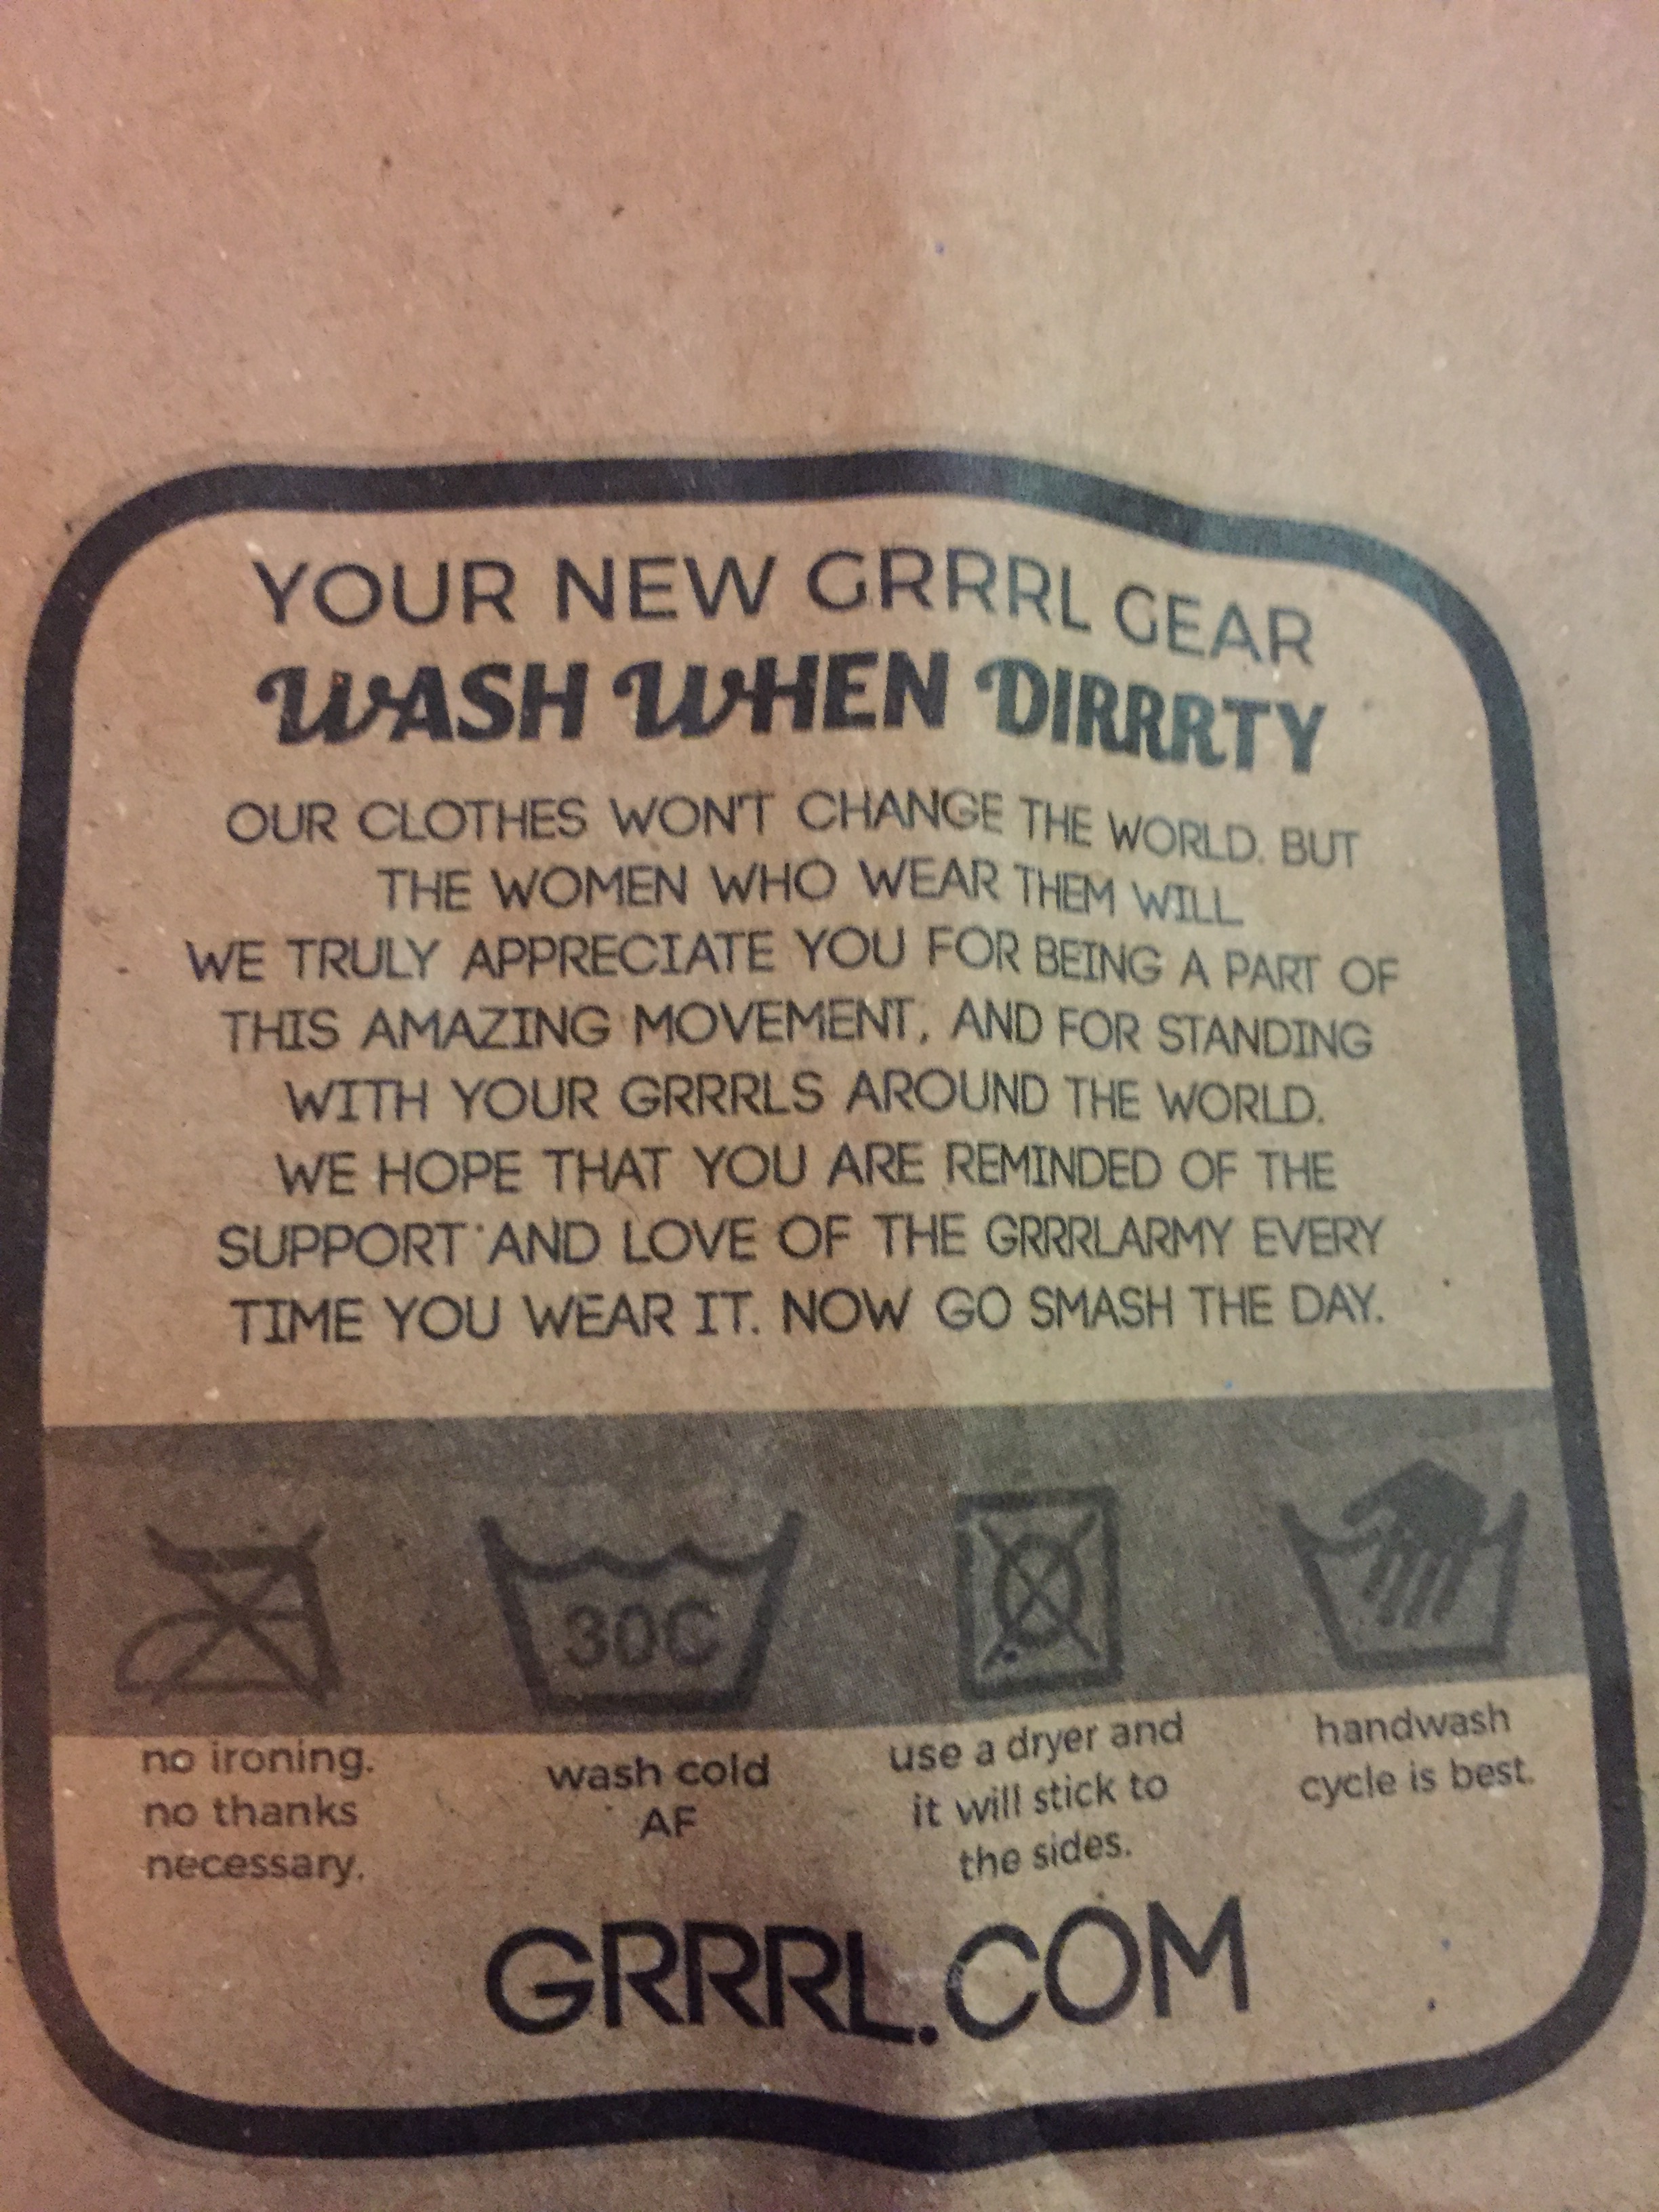 YOUR NEW GRRRL GEAR
WASH WHEN DIRRRTY
OUR CLOTHES WON'T CHANGE THE WORLD. BUT
THE WOMEN WHO WEAR THEM WILL.
WE TRULY APPRECIATE YOU FOR BEING A PART OF
THIS AMAZING MOVEMENT, AND FOR STANDING
WITH YOUR GRRRLS AROUND THE WORLD.
WE HOPE THAT YOU ARE REMINDED OF THE
SUPPORT AND LOVE OF THE GRRRLARMY EVERY
TIME YOU WEAR IT. NOW GO SMASH THE DAY.
30C
no ironing.
no thanks
necessary.
wash cold
AF
use a dryer and
it will stick to
the sides.
handwash
cycle is best.
GRRRL.COM